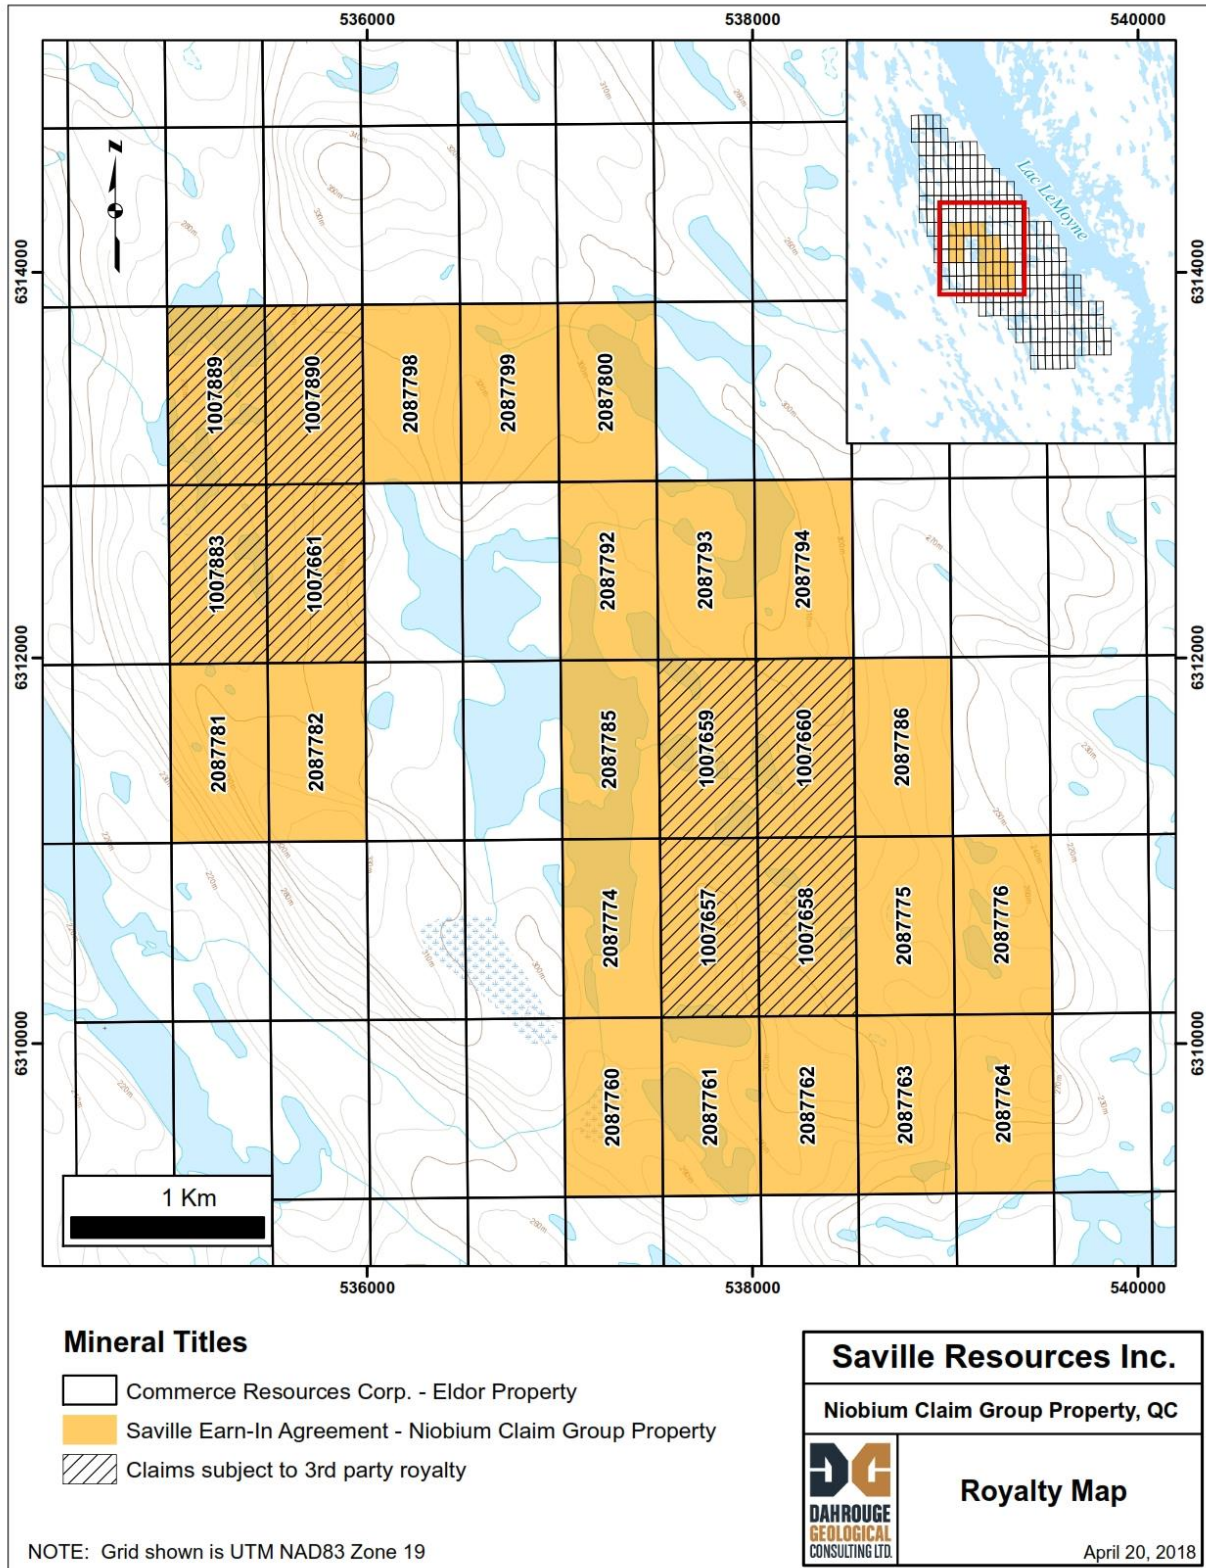 536000
538000
540000
N
Lac LeMoyne
6314000
6314000
1007889
1007890
2087798
2087799
2087800
1007883
1007661
2087792
2087793
2087794
6312000
6312000
2087781
2087782
2087785
1007659
1007660
2087786
2087774
1007657
1007658
2087775
2087776
6310000
6310000
2087760
2087761
2087762
2087763
2087764
1 Km
536000
538000
540000
Mineral Titles
Commerce Resources Corp. - Eldor Property
Saville Earn-In Agreement - Niobium Claim Group Property
Claims subject to 3rd party royalty
NOTE: Grid shown is UTM NAD83 Zone 19
Saville Resources Inc.
Niobium Claim Group Property, QC
DAHROUGE
GEOLOGICAL
CONSULTING LTD.
Royalty Map
April 20, 2018